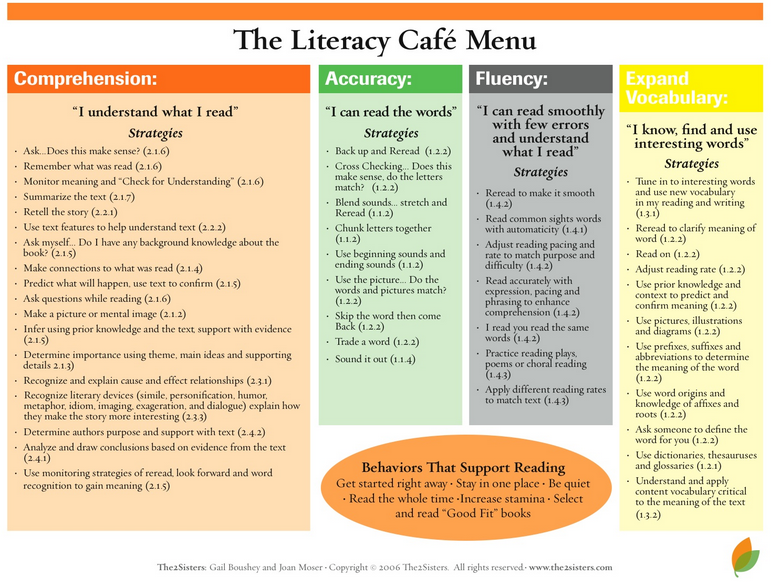 The Literacy Café Menu
Comprehension:
"I understand what I read"
Strategies
· Ask...Does this make sense? (2.1.6)
· Remember what was read (2.1.6)
· Monitor meaning and "Check for Understanding" (2.1.6)
· Summarize the text (2.1.7)
· Retell the story (2.2.1)
· Use text features to help understand text (2.2.2)
· Ask myself... Do I have any background knowledge about the
book? (2.1.5)
· Make connections to what was read (2.1.4)
· Predict what will happen, use text to confirm (2.1.5)
· Ask questions while reading (2.1.6)
· Make a picture or mental image (2.1.2)
· Infer using prior knowledge and the text, support with evidence
(2.1.5)
· Determine importance using theme, main ideas and supporting
details 2.1.3)
· Recognize and explain cause and effect relationships (2.3.1)
· Recognize literary devices (simile, personification, humor,
metaphor, idiom, imaging, exageration, and dialogue) explain how
they make the story more interesting (2.3.3)
· Determine authors purpose and support with text (2.4.2)
· Analyze and draw conclusions based on evidence from the text
(2.4.1)
· Use monitoring strategies of reread, look forward and word
recognition to gain meaning (2.1.5)
Accuracy:
"I can read the words"
Strategies
· Back up and Reread (1.2.2)
· Cross Checking... Does this
make sense, do the letters
match? (1.2.2)
· Blend sounds... stretch and
Reread (1.1.2)
· Chunk letters together
(1.1.2)
· Use beginning sounds and
ending sounds (1.1.2)
· Use the picture... Do the
words and pictures match?
(1.2.2)
· Skip the word then come
Back (1.2.2)
· Trade a word (1.2.2)
· Sound it out (1.1.4)
Fluency:
"I can read smoothly
with few errors
and understand
what I read"
Strategies
· Reread to make it smooth
(1.4.2)
· Read common sights words
with automaticity (1.4.1)
· Adjust reading pacing and
rate to match purpose and
difficulty (1.4.2)
· Read accurately with
expression, pacing and
phrasing to enhance
comprehension (1.4.2)
· I read you read the same
words (1.4.2)
· Practice reading plays,
poems or choral reading
(1.4.3)
· Apply different reading rates
to match text (1.4.3)
Expand
Vocabulary:
"I know, find and use
interesting words"
Strategies
· Tune in to interesting words
and use new vocabulary
in my reading and writing
(1.3.1)
· Reread to clarify meaning of
word (1.2.2)
· Read on (1.2.2)
· Adjust reading rate (1.2.2)
· Use prior knowledge and
context to predict and
confirm meaning (1.2.2)
· Use pictures, illustrations
and diagrams (1.2.2)
· Use prefixes, suffixes and
abbreviations to determine
the meaning of the word
(1.2.2)
· Use word origins and
knowledge of affixes and
roots (1.2.2)
· Ask someone to define the
word for you (1.2.2)
· Use dictionaries, thesauruses
and glossaries (1.2.1)
· Understand and apply
content vocabulary critical
to the meaning of the text
(1.3.2)
Behaviors That Support Reading
Get started right away · Stay in one place · Be quiet
· Read the whole time ·Increase stamina · Select
and read "Good Fit" books
The2Sisters: Gail Boushey and Joan Moser · Copyright © 2006 The2Sisters. All rights reserved· www.the2sisters.com